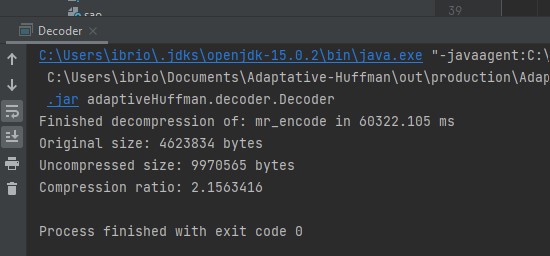 sao
39
Decoder
C:\Users\ibrio\.jdks\openjdk-15.0.2\bin\java.exe "-javaagent:C:\
C:\Users\ibrio\Documents\Adaptative-Huffman\out\production\Adap
.jar adaptiveHuffman.decoder.Decoder
Finished decompression of: mr_encode in 60322.105 ms
Original size: 4623834 bytes
Uncompressed size: 9970565 bytes
Compression ratio: 2.1563416
Process finished with exit code 0